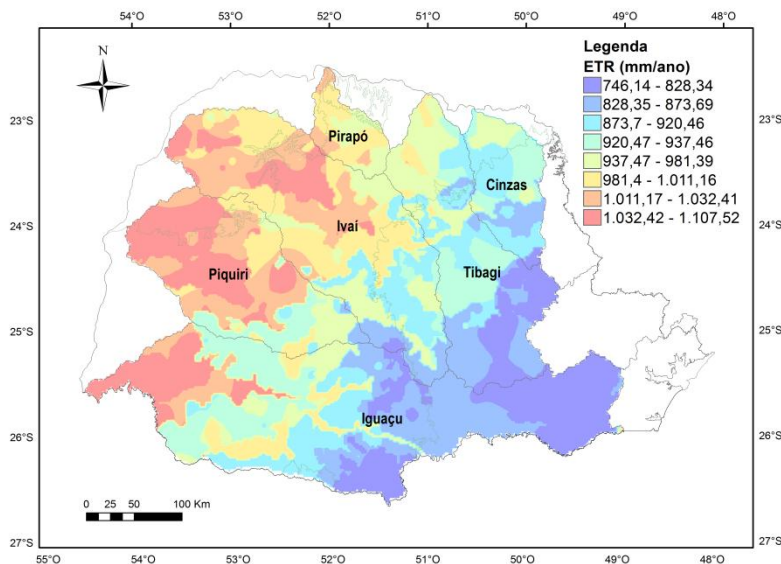 54°O 53°O 52°O 51°O 50°O 49°O 48°O
N
Legenda
ETR (mm/ano)
746,14 - 828,34
828,35 - 873,69
873,7 - 920,46
920,47 - 937,46
937,47 - 981,39
981,4 - 1.011,16
1.011,17 - 1.032,41
1.032,42 - 1.107,52
23°S 23°S
Pirapó
Cinzas
24°S 24°S
Ivaí
Piquiri
Tibagi
25°S 25°S
Iguaçu
26°S 26°S
0 25 50 100 Km
27°S 27°S
55°O 54°O 53°O 52°O 51°O 50°O 49°O 48°O